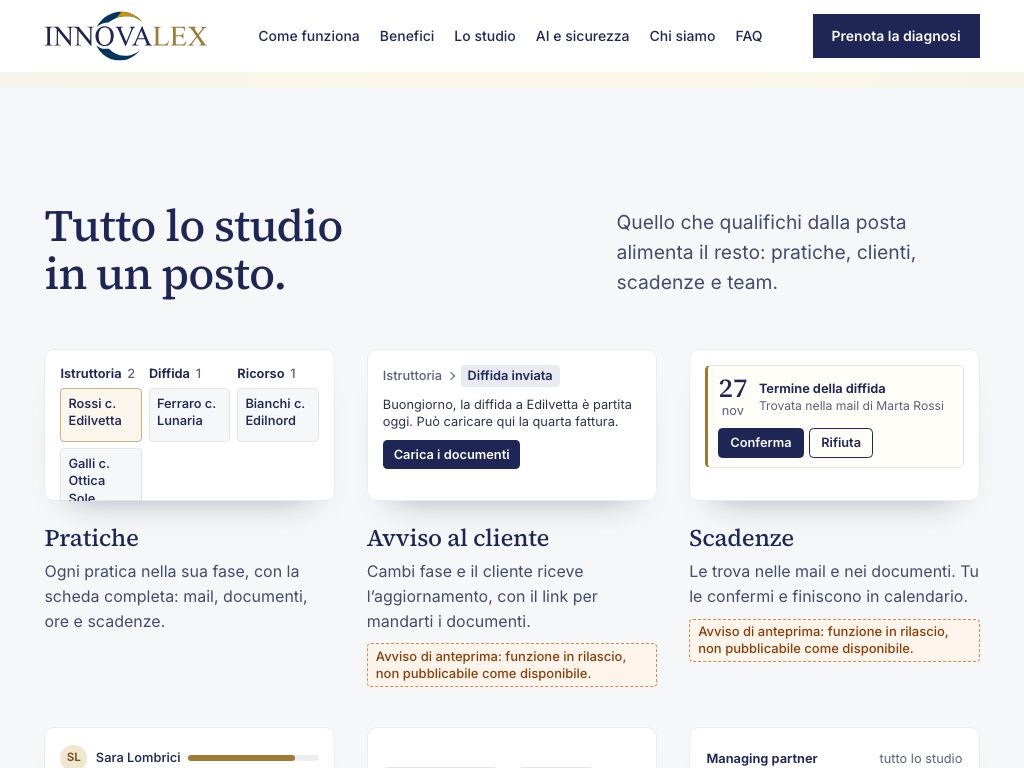 INNOVALEX
Come funziona
Benefici
Lo studio
AI e sicurezza
Chi siamo
FAQ
Prenota la diagnosi
Tutto lo studio
in un posto.
Quello che qualifichi dalla posta
alimenta il resto: pratiche, clienti,
scadenze e team.
Istruttoria 2
Diffida 1
Ricorso 1
Rossi c.
Edilvetta
Ferraro c.
Lunaria
Bianchi c.
Edilnord
Galli c.
Ottica
Sole
Istruttoria > Diffida inviata
Buongiorno, la diffida a Edilvetta è partita
oggi. Può caricare qui la quarta fattura.
Carica i documenti
27
nov
Termine della diffida
Trovata nella mail di Marta Rossi
Conferma
Rifiuta
Pratiche
Ogni pratica nella sua fase, con la
scheda completa: mail, documenti,
ore e scadenze.
Avviso al cliente
Cambi fase e il cliente riceve
l’aggiornamento, con il link per
mandarti i documenti.
Avviso di anteprima: funzione in rilascio,
non pubblicabile come disponibile.
Scadenze
Le trova nelle mail e nei documenti. Tu
le confermi e finiscono in calendario.
Avviso di anteprima: funzione in rilascio,
non pubblicabile come disponibile.
SL
Sara Lombrici
Managing partner
tutto lo studio